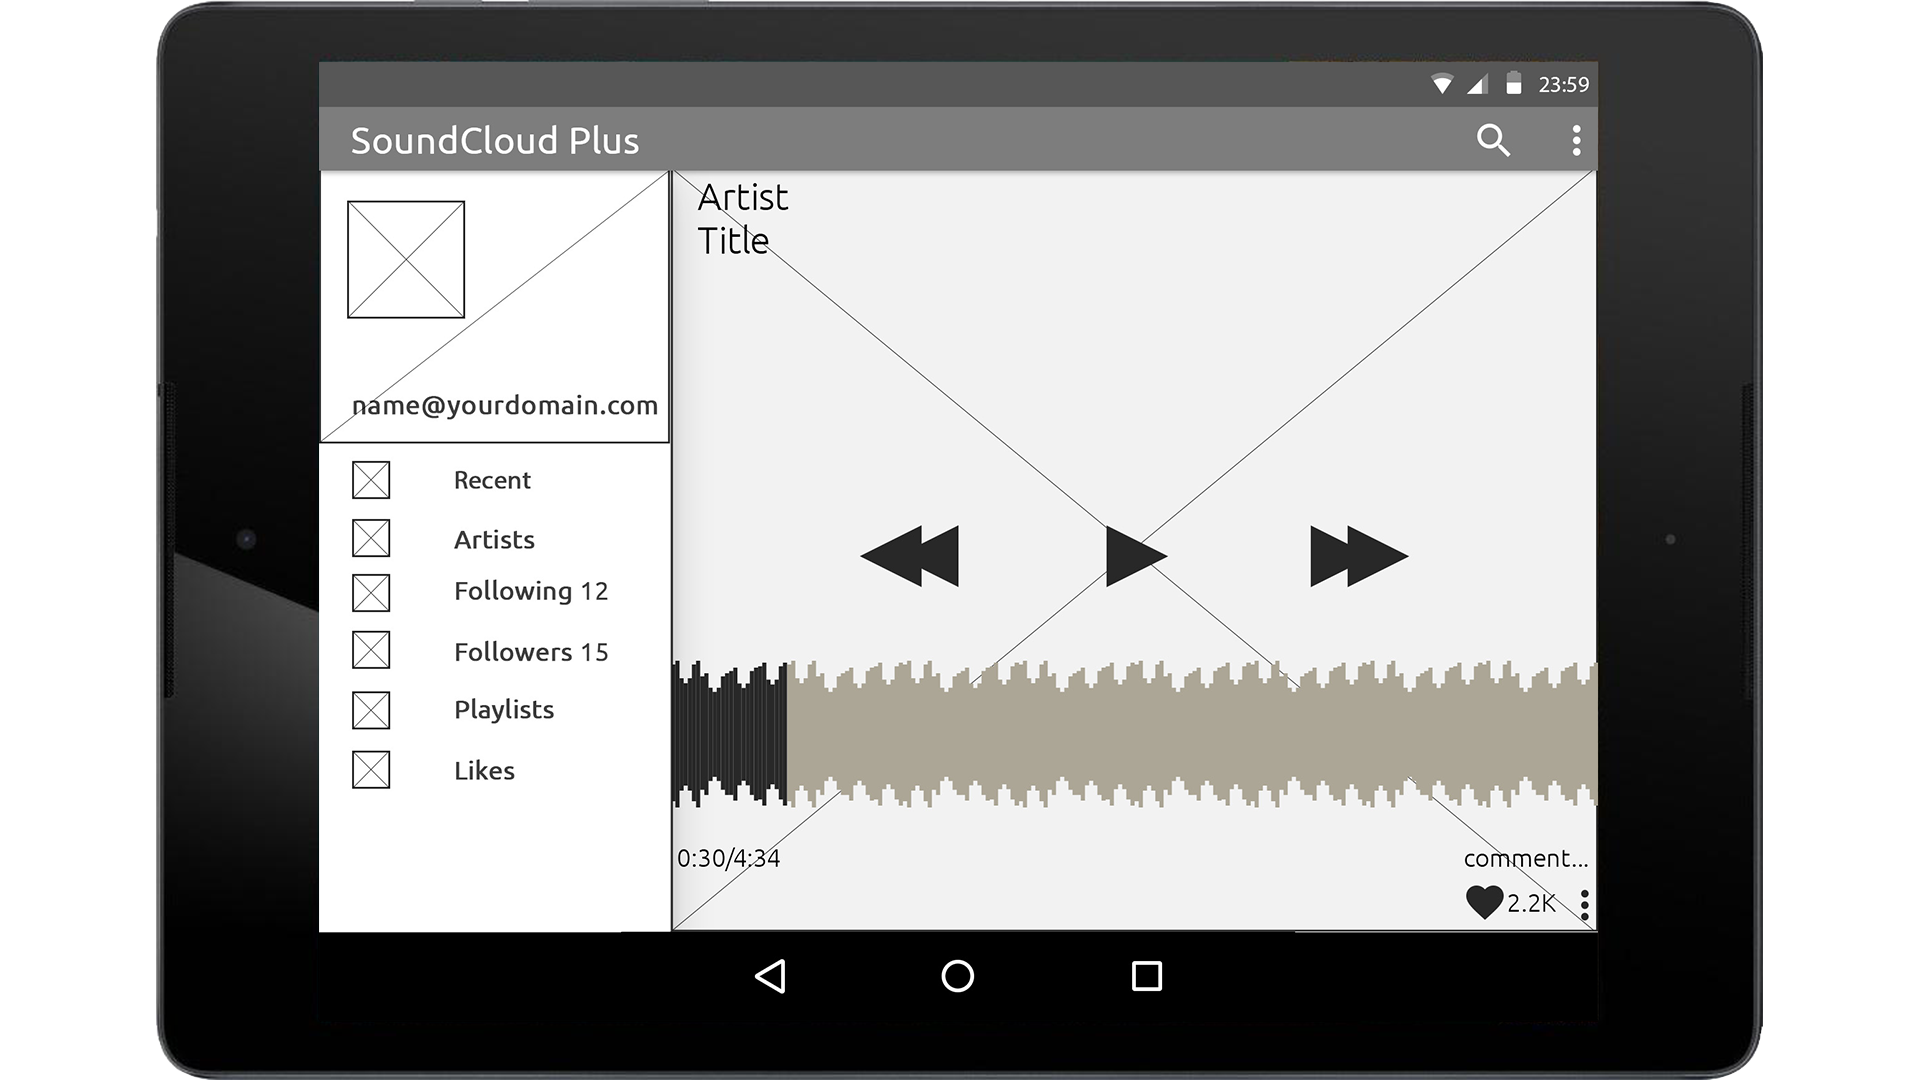 23:59
SoundCloud Plus
Artist
Title
name@yourdomain.com
Recent
Artists
Following 12
Followers 15
Playlists
Likes
0:30/4:34
comment...
2.2K